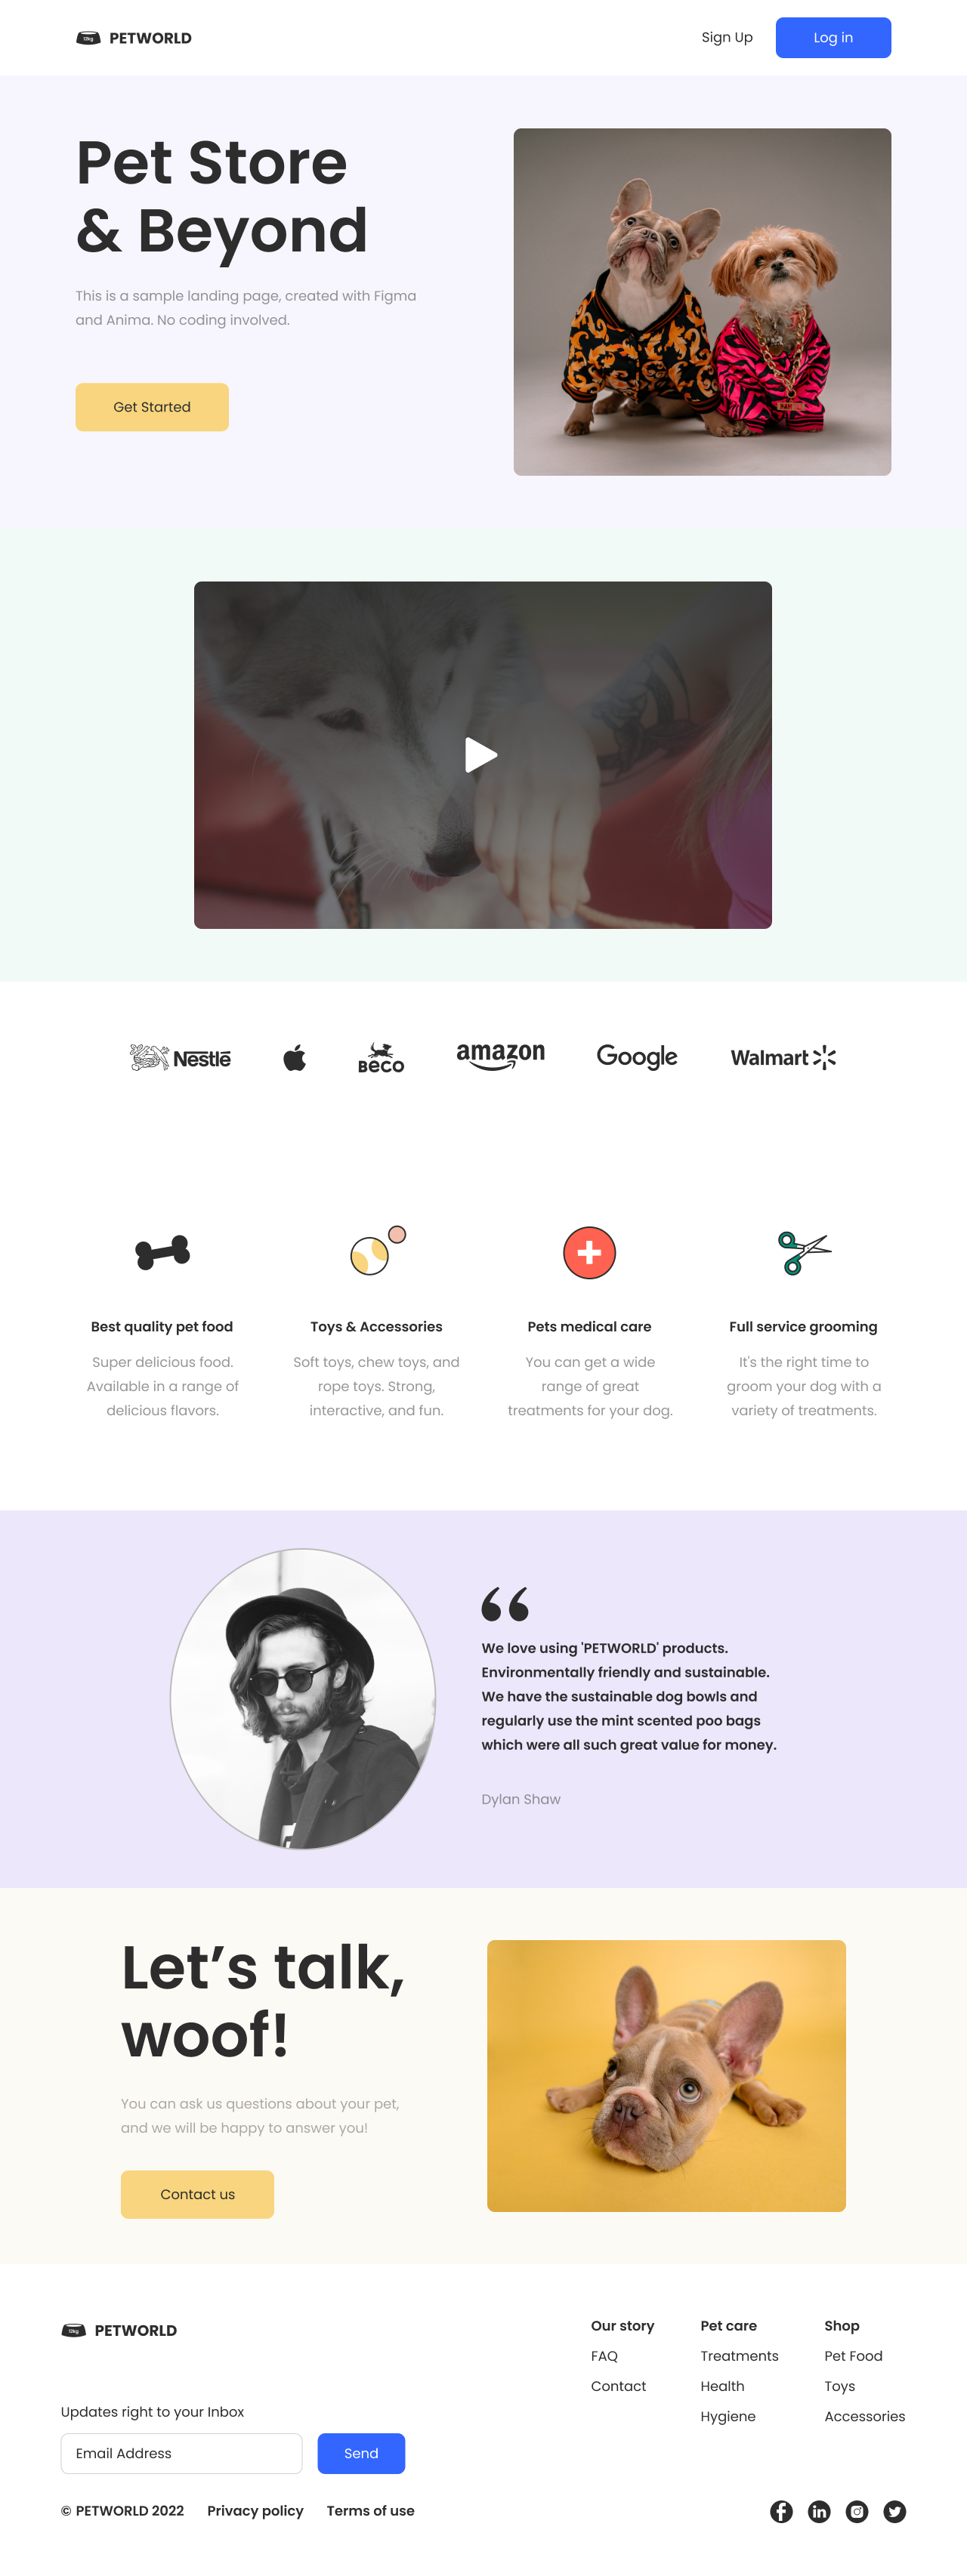 PETWORLD
Sign Up
Log in
Pet Store
& Beyond
This is a sample landing page, created with Figma
and Anima. No coding involved.
Get Started
Nestlé
BECO
amazon
Google
Walmart
Best quality pet food
Super delicious food.
Available in a range of
delicious flavors.
Toys & Accessories
Soft toys, chew toys, and
rope toys. Strong,
interactive, and fun.
Pets medical care
You can get a wide
range of great
treatments for your dog.
Full service grooming
It's the right time to
groom your dog with a
variety of treatments.
We love using 'PETWORLD' products.
Environmentally friendly and sustainable.
We have the sustainable dog bowls and
regularly use the mint scented poo bags
which were all such great value for money.
Dylan Shaw
Let’s talk,
woof!
You can ask us questions about your pet,
and we will be happy to answer you!
Contact us
PETWORLD
Our story
FAQ
Contact
Pet care
Treatments
Health
Hygiene
Shop
Pet Food
Toys
Accessories
Updates right to your Inbox
Email Address
Send
© PETWORLD 2022
Privacy policy
Terms of use